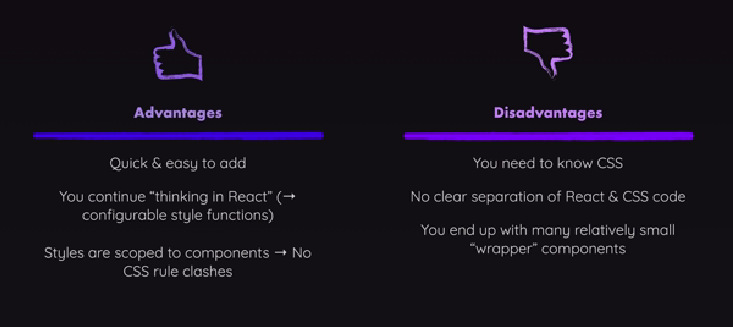 Advantages
Quick & easy to add
You continue “thinking in React” (→
configurable style functions)
Styles are scoped to components → No
CSS rule clashes
Disadvantages
You need to know CSS
No clear separation of React & CSS code
You end up with many relatively small
“wrapper” components